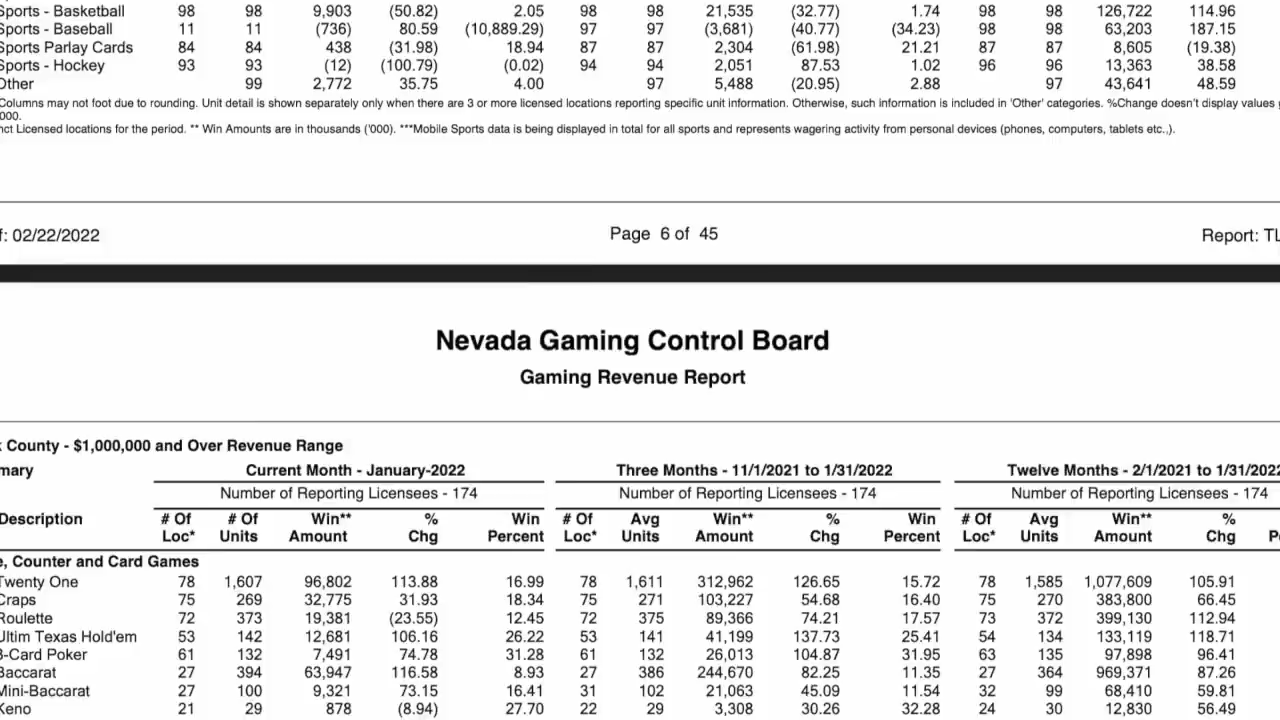 Sports - Basketball 98 98 9,903 (50.82) 2.05 98 98 21,535 (32.77) 1.74 98 98 126,722 114.96
Sports - Baseball 11 11 (736) 80.59 (10,889.29) 97 97 (3,681) (40.77) (34.23) 98 98 63,203 187.15
Sports Parlay Cards 84 84 438 (31.98) 18.94 87 87 2,304 (61.98) 21.21 87 87 8,605 (19.38)
Sports - Hockey 93 93 (12) (100.79) (0.02) 94 94 2,051 87.53 1.02 96 96 13,363 38.58
Other 99 2,772 35.75 4.00 97 5,488 (20.95) 2.88 97 43,641 48.59
Columns may not foot due to rounding. Unit detail is shown separately only when there are 3 or more licensed locations reporting specific unit information. Otherwise, such information is included in 'Other' categories. %Change doesn't display values
000.
nct Licensed locations for the period. ** Win Amounts are in thousands ('000). ***Mobile Sports data is being displayed in total for all sports and represents wagering activity from personal devices (phones, computers, tablets etc.,).
f: 02/22/2022 Page 6 of 45 Report: TL
Nevada Gaming Control Board
Gaming Revenue Report
k County - $1,000,000 and Over Revenue Range
mary Current Month - January-2022 Three Months - 11/1/2021 to 1/31/2022 Twelve Months - 2/1/2021 to 1/31/2022
Number of Reporting Licensees - 174 Number of Reporting Licensees - 174 Number of Reporting Licensees - 174
Description # Of # Of Win** % Win # Of Avg Win** % Win # Of Avg Win** %
Loc* Units Amount Chg Percent Loc* Units Amount Chg Percent Loc* Units Amount Chg P
e, Counter and Card Games
Twenty One 78 1,607 96,802 113.88 16.99 78 1,611 312,962 126.65 15.72 78 1,585 1,077,609 105.91
Craps 75 269 32,775 31.93 18.34 75 271 103,227 54.68 16.40 75 270 383,800 66.45
Roulette 72 373 19,381 (23.55) 12.45 72 375 89,366 74.21 17.57 73 372 399,130 112.94
Ultim Texas Hold'em 53 142 12,681 106.16 26.22 53 141 41,199 137.73 25.41 54 134 133,119 118.71
3-Card Poker 61 132 7,491 74.78 31.28 61 132 26,013 104.87 31.95 63 135 97,898 96.41
Baccarat 27 394 63,947 116.58 8.93 27 386 244,670 82.25 11.35 27 364 969,371 87.26
Mini-Baccarat 27 100 9,321 73.15 16.41 31 102 21,063 45.09 11.54 32 99 68,410 59.81
Keno 21 29 878 (8.94) 27.70 22 29 3,308 30.26 32.28 24 30 12,830 56.49